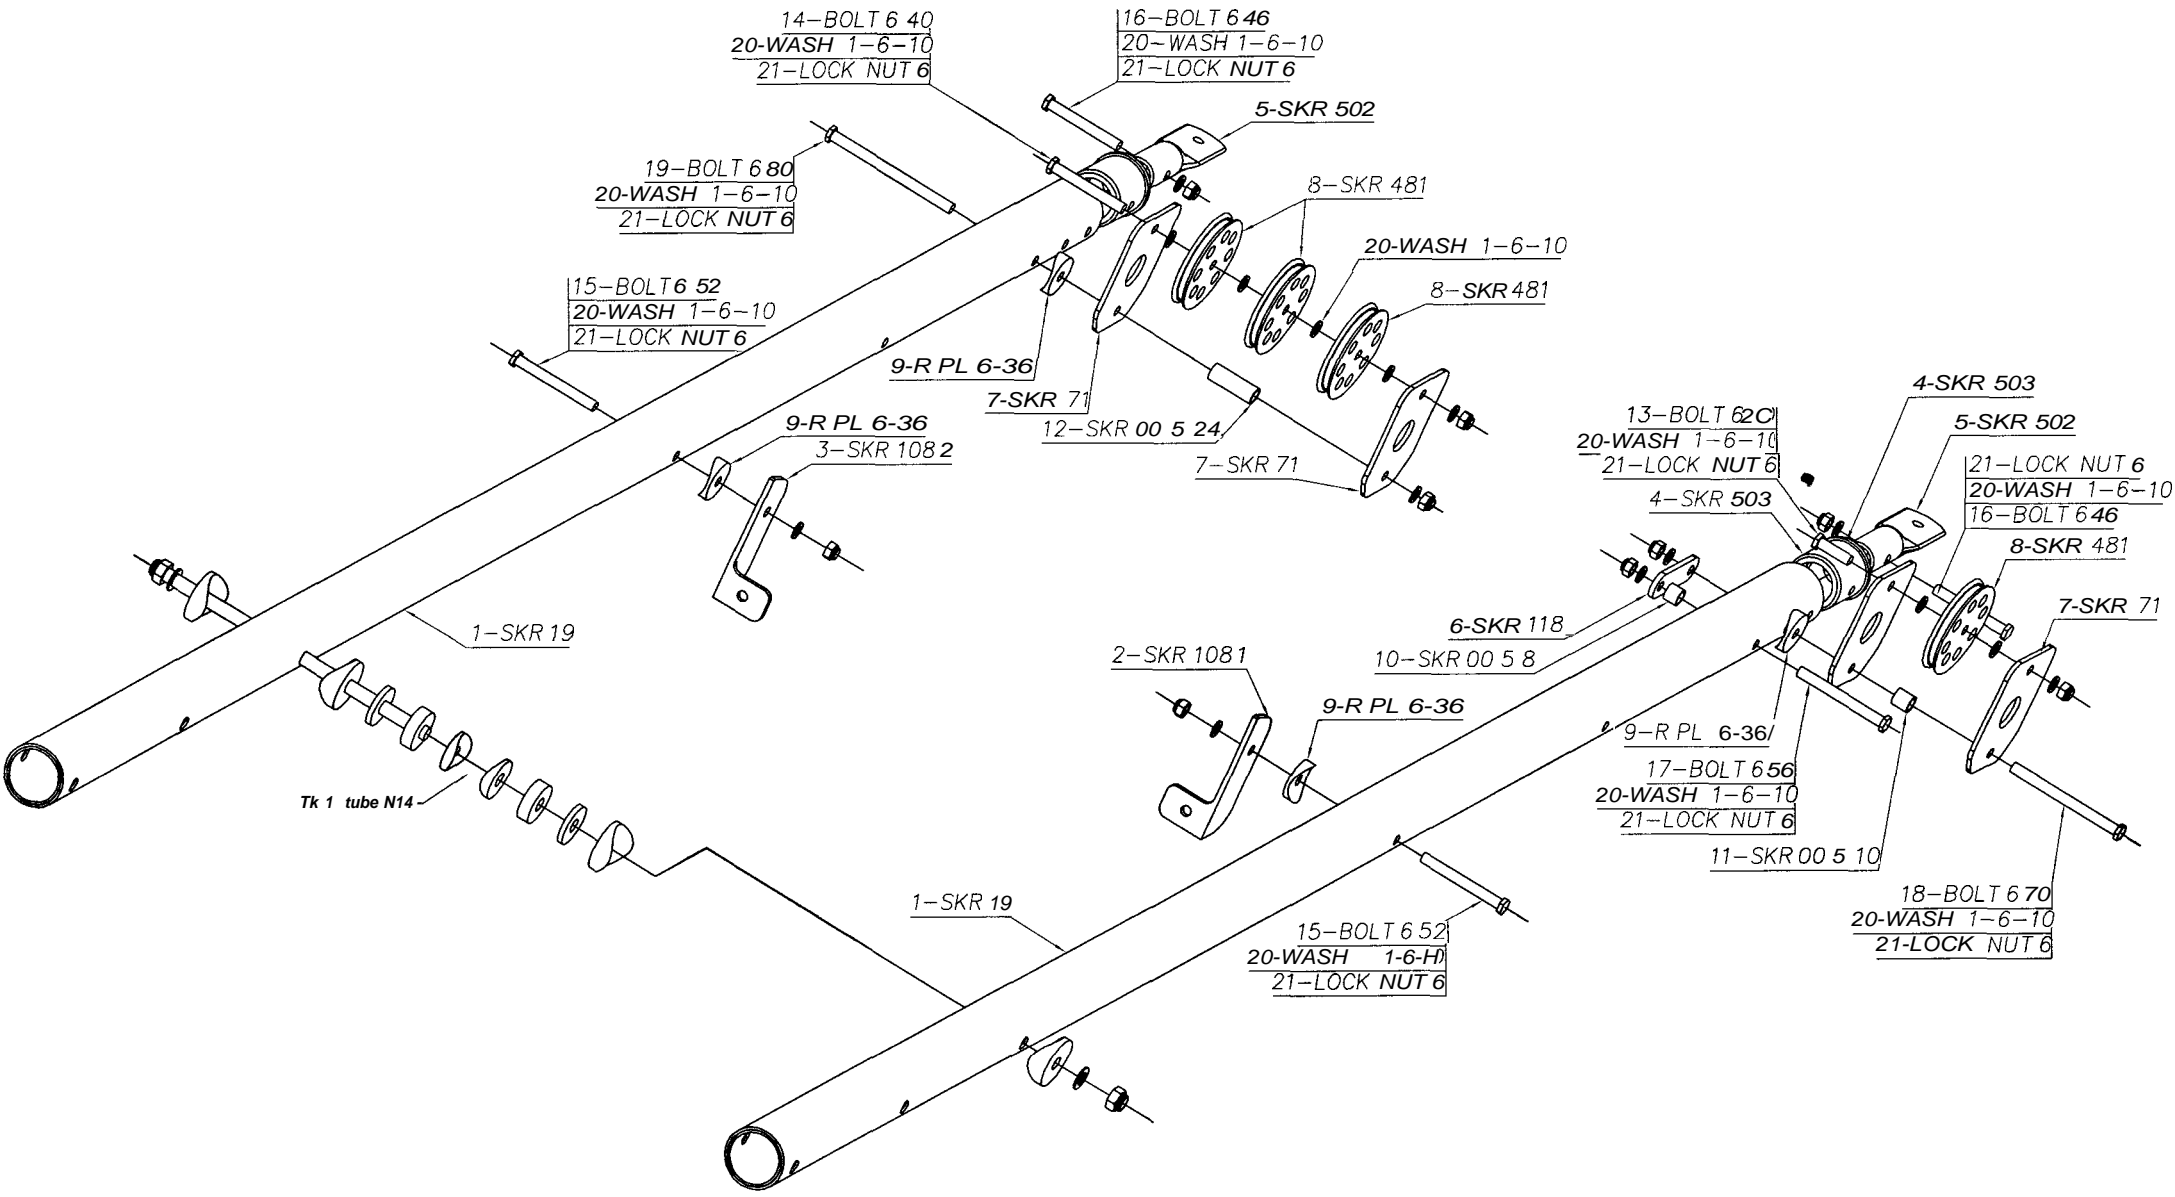 14-BOLT 6 40
20-WASH 1-6-10
21-LOCK NUT 6
16-BOLT 6 46
20-WASH 1-6-10
21-LOCK NUT 6
5-SKR 502
19-BOLT 6 80
20-WASH 1-6-10
21-LOCK NUT 6
8-SKR 481
20-WASH 1-6-10
8-SKR 481
15-BOLT 6 52
20-WASH 1-6-10
21-LOCK NUT 6
9-R PL 6-36
7-SKR 71
12-SKR 00 5 24
7-SKR 71
9-R PL 6-36
3-SKR 108 2
4-SKR 503
13-BOLT 6 2C
20-WASH 1-6-10
21-LOCK NUT 6
5-SKR 502
4-SKR 503
21-LOCK NUT 6
20-WASH 1-6-10
16-BOLT 6 46
8-SKR 481
7-SKR 71
1-SKR 19
6-SKR 118
10-SKR 00 5 8
2-SKR 108 1
9-R PL 6-36
9-R PL 6-36
17-BOLT 6 56
20-WASH 1-6-10
21-LOCK NUT 6
11-SKR 00 5 10
Tk 1 tube N14
1-SKR 19
15-BOLT 6 52
20-WASH 1-6-H)
21-LOCK NUT 6
18-BOLT 6 70
20-WASH 1-6-10
21-LOCK NUT 6